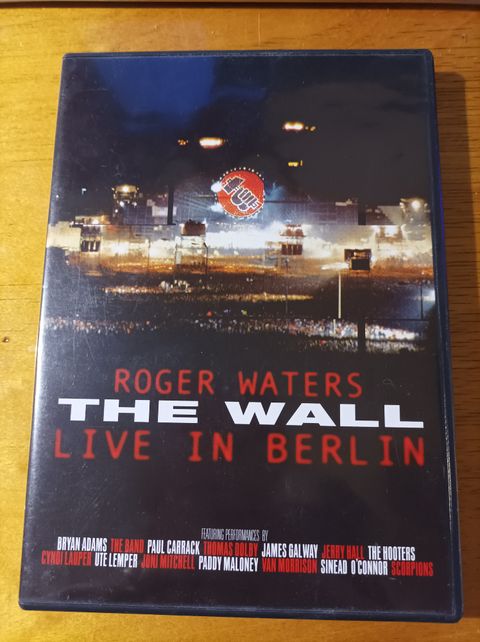 ROGER WATERS
THE WALL
LIVE IN BERLIN
FEATURING PERFORMANCES BY
BRYAN ADAMS THE BAND PAUL CARRACK THOMAS DOLBY JAMES GALWAY JERRY HALL THE HOOTERS
CYNDI LAUPER UTE LEMPER JONI MITCHELL PADDY MALONEY VAN MORRISON SINEAD O'CONNOR SCORPIONS